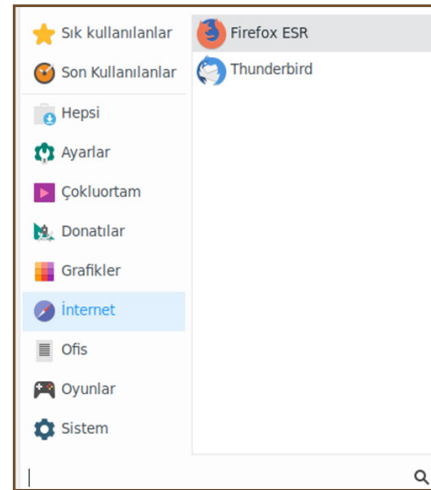 Sık kullanılanlar
Son Kullanılanlar
Hepsi
Ayarlar
Çokluortam
Donatılar
Grafikler
İnternet
Ofis
Oyunlar
Sistem
Firefox ESR
Thunderbird